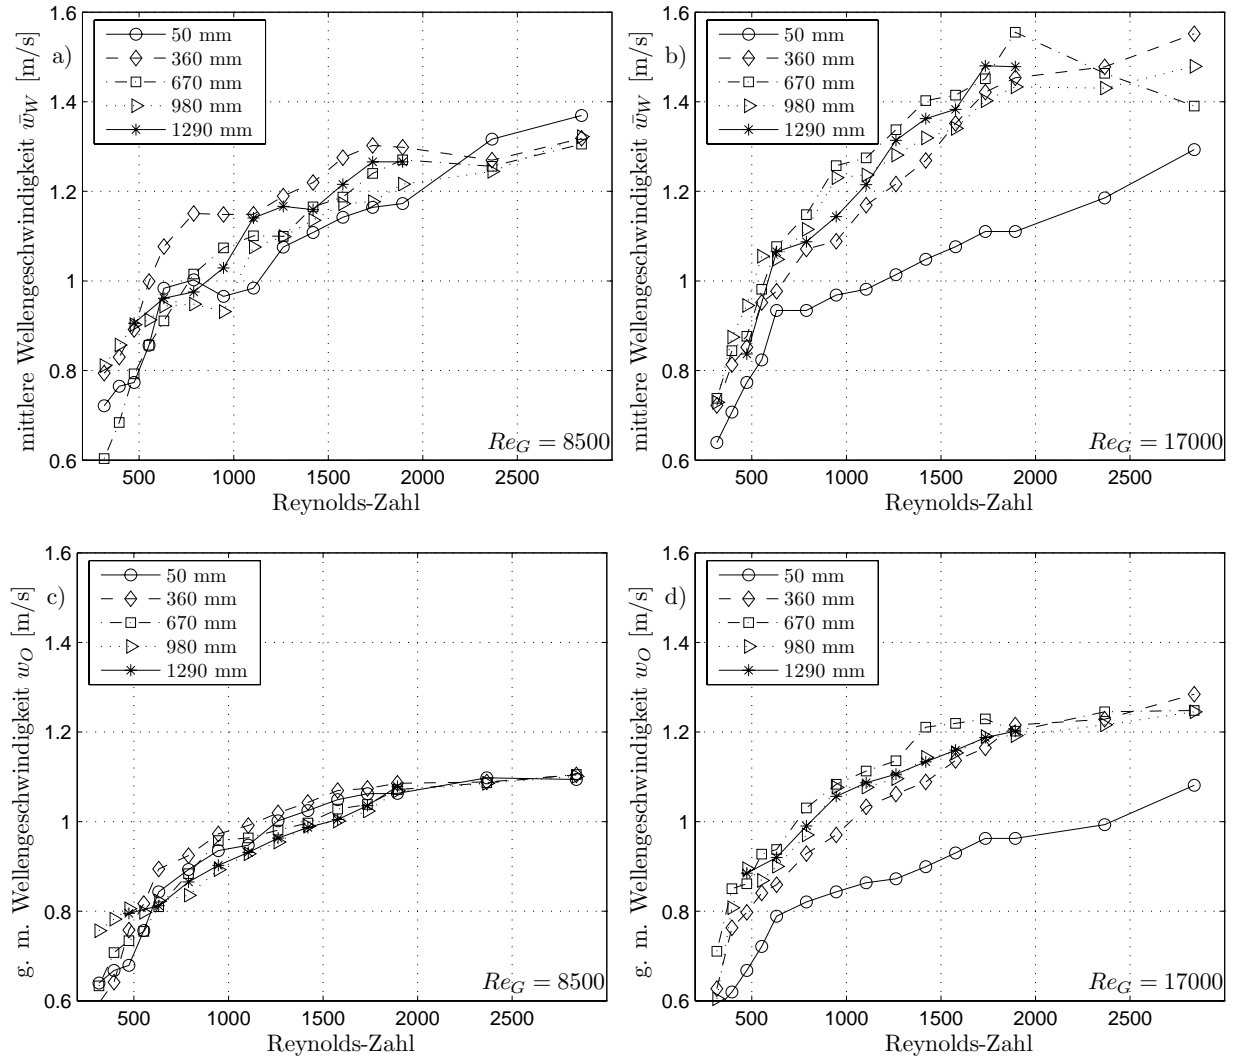 a)
mittlere Wellengeschwindigkeit w̄_W [m/s]
1.6
1.4
1.2
1
0.8
0.6
50 mm
360 mm
670 mm
980 mm
1290 mm
Re_G = 8500
500 1000 1500 2000 2500
Reynolds-Zahl
b)
mittlere Wellengeschwindigkeit w̄_W [m/s]
1.6
1.4
1.2
1
0.8
0.6
50 mm
360 mm
670 mm
980 mm
1290 mm
Re_G = 17000
500 1000 1500 2000 2500
Reynolds-Zahl
c)
g. m. Wellengeschwindigkeit w_O [m/s]
1.6
1.4
1.2
1
0.8
0.6
50 mm
360 mm
670 mm
980 mm
1290 mm
Re_G = 8500
500 1000 1500 2000 2500
Reynolds-Zahl
d)
g. m. Wellengeschwindigkeit w_O [m/s]
1.6
1.4
1.2
1
0.8
0.6
50 mm
360 mm
670 mm
980 mm
1290 mm
Re_G = 17000
500 1000 1500 2000 2500
Reynolds-Zahl